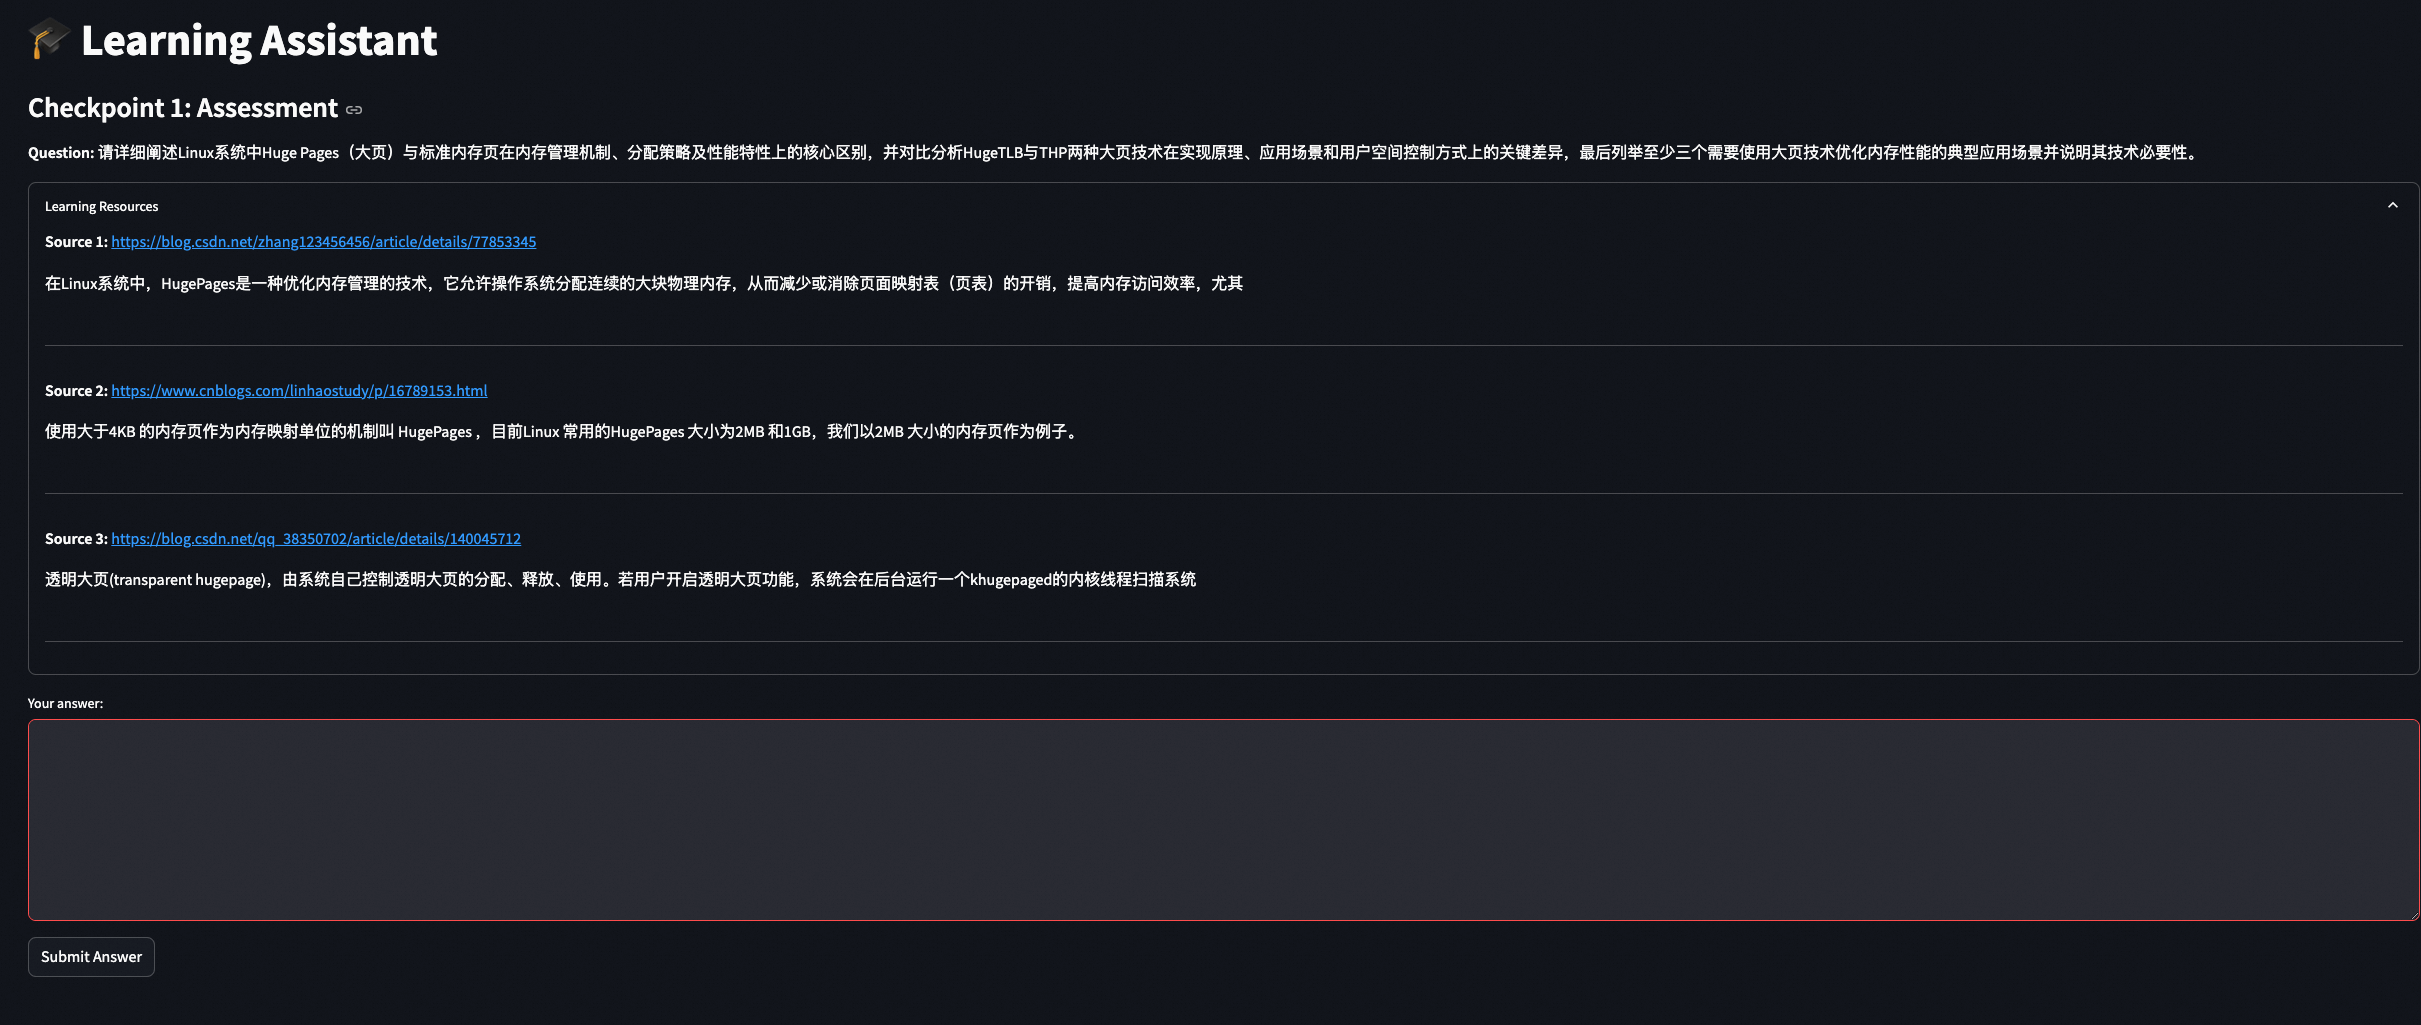 Learning Assistant
Checkpoint 1: Assessment
Question: 请详细阐述Linux系统中Huge Pages（大页）与标准内存页在内存管理机制、分配策略及性能特性上的核心区别，并对比分析HugeTLB与THP两种大页技术在实现原理、应用场景和用户空间控制方式上的关键差异，最后列举至少三个需要使用大页技术优化内存性能的典型应用场景并说明其技术必要性。
Learning Resources
Source 1: https://blog.csdn.net/zhang123456456/article/details/77853345
在Linux系统中，HugePages是一种优化内存管理的技术，它允许操作系统分配连续的大块物理内存，从而减少或消除页面映射表（页表）的开销，提高内存访问效率，尤其
Source 2: https://www.cnblogs.com/linhaostudy/p/16789153.html
使用大于4KB 的内存页作为内存映射单位的机制叫 HugePages ，目前Linux 常用的HugePages 大小为2MB 和1GB，我们以2MB 大小的内存页作为例子。
Source 3: https://blog.csdn.net/qq_38350702/article/details/140045712
透明大页(transparent hugepage)，由系统自己控制透明大页的分配、释放、使用。若用户开启透明大页功能，系统会在后台运行一个khugepaged的内核线程扫描系统
Your answer:
Submit Answer